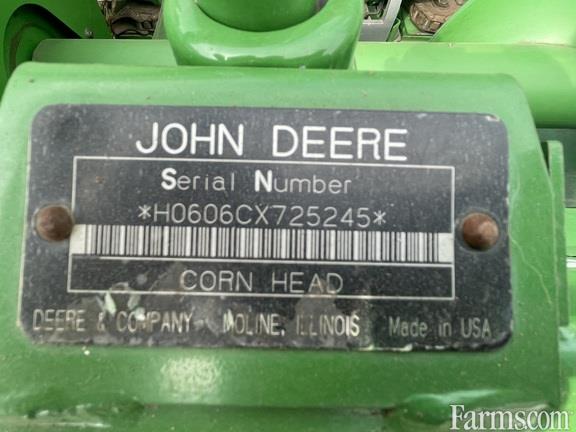 JOHN DEERE
Serial Number
*H0606CX725245*
CORN HEAD
DEERE & COMPANY MOLINE, ILLINOIS Made in USA
Farms.com